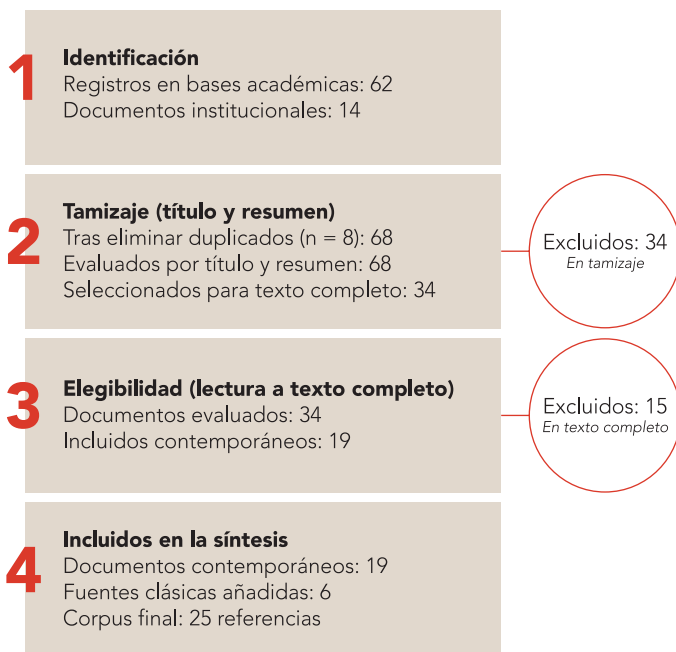 1
Identificación
Registros en bases académicas: 62
Documentos institucionales: 14
2
Tamizaje (título y resumen)
Tras eliminar duplicados (n = 8): 68
Evaluados por título y resumen: 68
Seleccionados para texto completo: 34
Excluidos: 34
En tamizaje
3
Elegibilidad (lectura a texto completo)
Documentos evaluados: 34
Incluidos contemporáneos: 19
Excluidos: 15
En texto completo
4
Incluidos en la síntesis
Documentos contemporáneos: 19
Fuentes clásicas añadidas: 6
Corpus final: 25 referencias